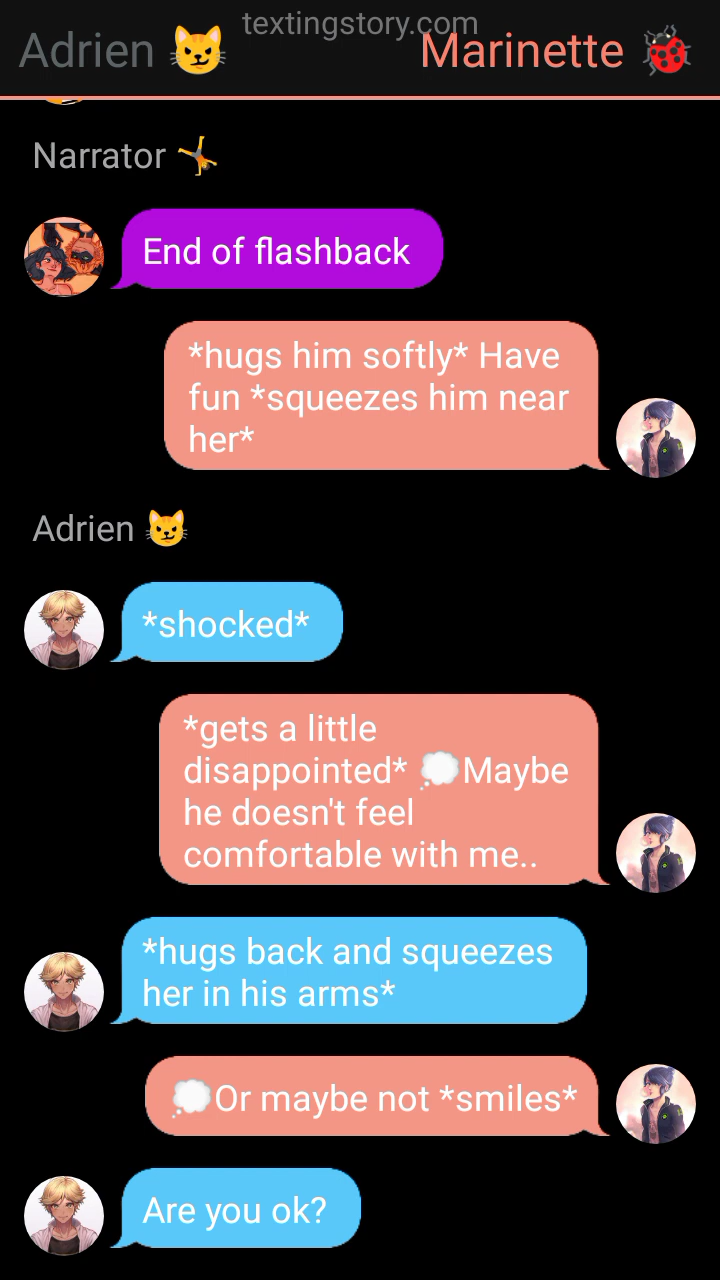 textingstory.com
Adrien 😼 Marinette 🐞
Narrator 🤸
End of flashback
*hugs him softly* Have
fun *squeezes him near
her*
Adrien 😼
*shocked*
*gets a little
disappointed* 💭Maybe
he doesn't feel
comfortable with me..
*hugs back and squeezes
her in his arms*
💭Or maybe not *smiles*
Are you ok?